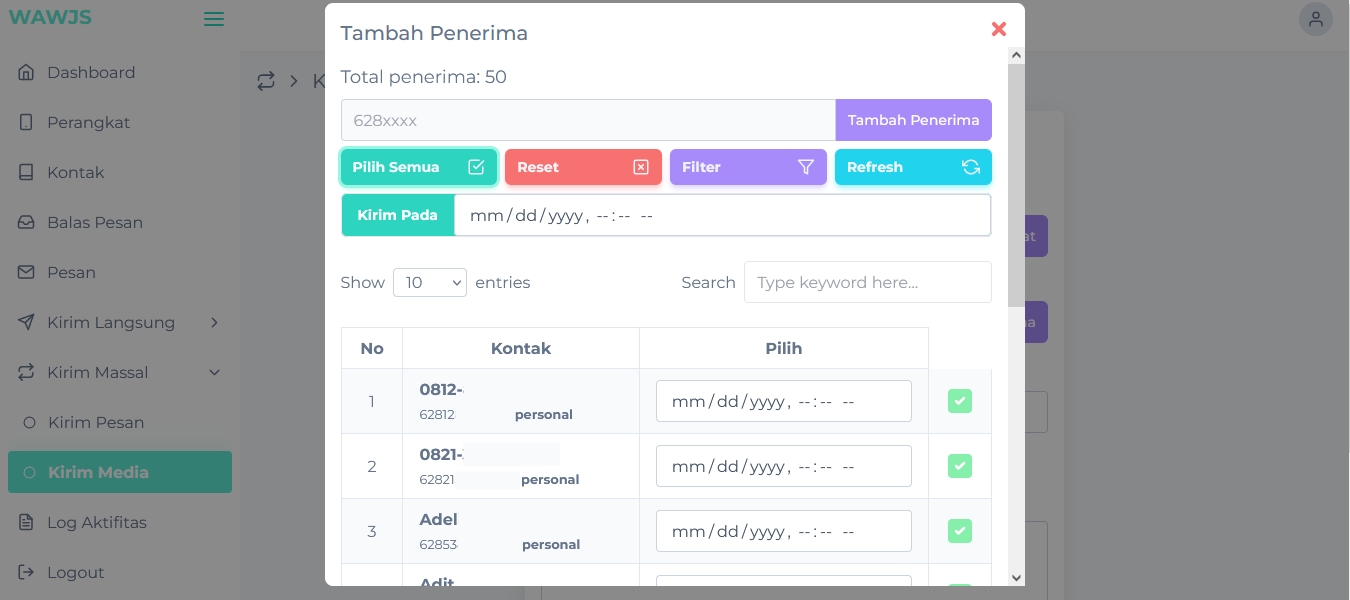 WAWJS
Dashboard
Perangkat
Kontak
Balas Pesan
Pesan
Kirim Langsung
Kirim Massal
Kirim Pesan
Kirim Media
Log Aktifitas
Logout
K
Tambah Penerima
Total penerima: 50
628xxxx Tambah Penerima
Pilih Semua Reset Filter Refresh
Kirim Pada mm/dd/yyyy, --:-- --
at
na
Show 10 entries Search Type keyword here...
No Kontak Pilih
1 0812- mm/dd/yyyy, --:-- --
62812 personal
2 0821- mm/dd/yyyy, --:-- --
62821 personal
3 Adel mm/dd/yyyy, --:-- --
62853 personal
Adit